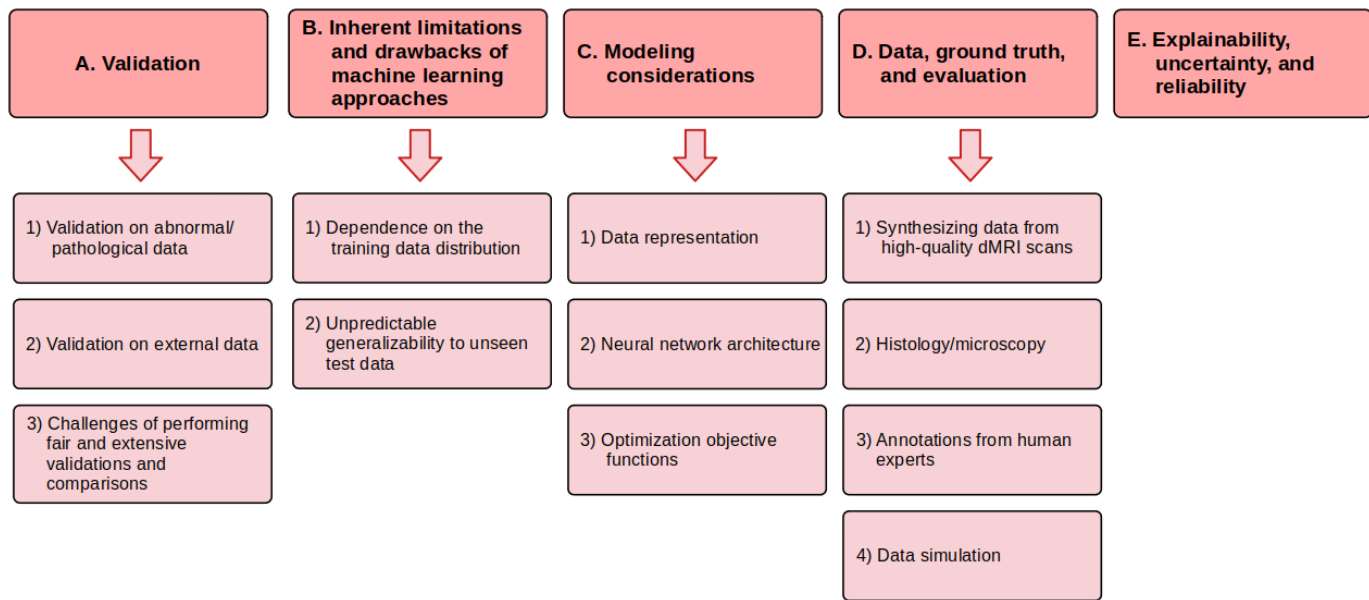 A. Validation
B. Inherent limitations
and drawbacks of
machine learning
approaches
C. Modeling
considerations
D. Data, ground truth,
and evaluation
E. Explainability,
uncertainty, and
reliability
1) Validation on abnormal/
pathological data
2) Validation on external data
3) Challenges of performing
fair and extensive
validations and
comparisons
1) Dependence on the
training data distribution
2) Unpredictable
generalizability to unseen
test data
1) Data representation
2) Neural network architecture
3) Optimization objective
functions
1) Synthesizing data from
high-quality dMRI scans
2) Histology/microscopy
3) Annotations from human
experts
4) Data simulation